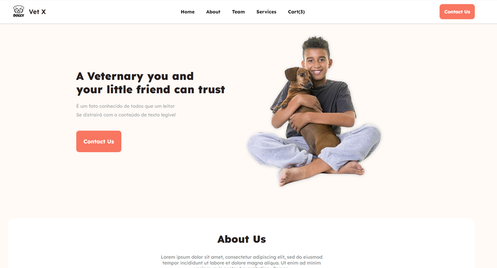 DOGLY
Vet X
Home
About
Team
Services
Cart(3)
Contact Us
A Veternary you and
your little friend can trust
É um fato conhecido de todos que um leitor
Se distrairá com o conteúdo de texto legível
Contact Us
About Us
Lorem ipsum dolor sit amet, consectetur adipiscing elit, sed do eiusmod
tempor incididunt ut labore et dolore magna aliqua. Ut enim ad minim